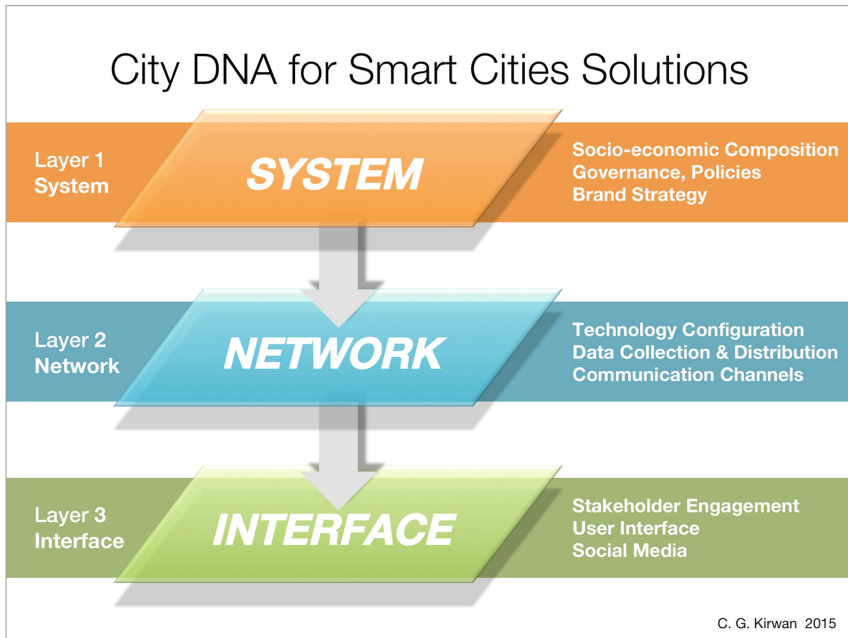 City DNA for Smart Cities Solutions
Layer 1
System
SYSTEM
Socio-economic Composition
Governance, Policies
Brand Strategy
Layer 2
Network
NETWORK
Technology Configuration
Data Collection & Distribution
Communication Channels
Layer 3
Interface
INTERFACE
Stakeholder Engagement
User Interface
Social Media
C. G. Kirwan 2015